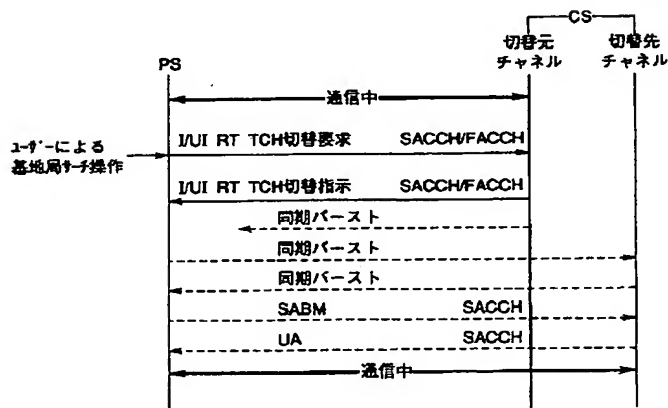 CS
切替元
チャネル
切替先
チャネル
PS
通信中
ユーザーによる
基地局サーチ操作
I/UI RT TCH切替要求 SACCH/FACCH
I/UI RT TCH切替指示 SACCH/FACCH
同期バースト
同期バースト
同期バースト
SABM SACCH
UA SACCH
通信中